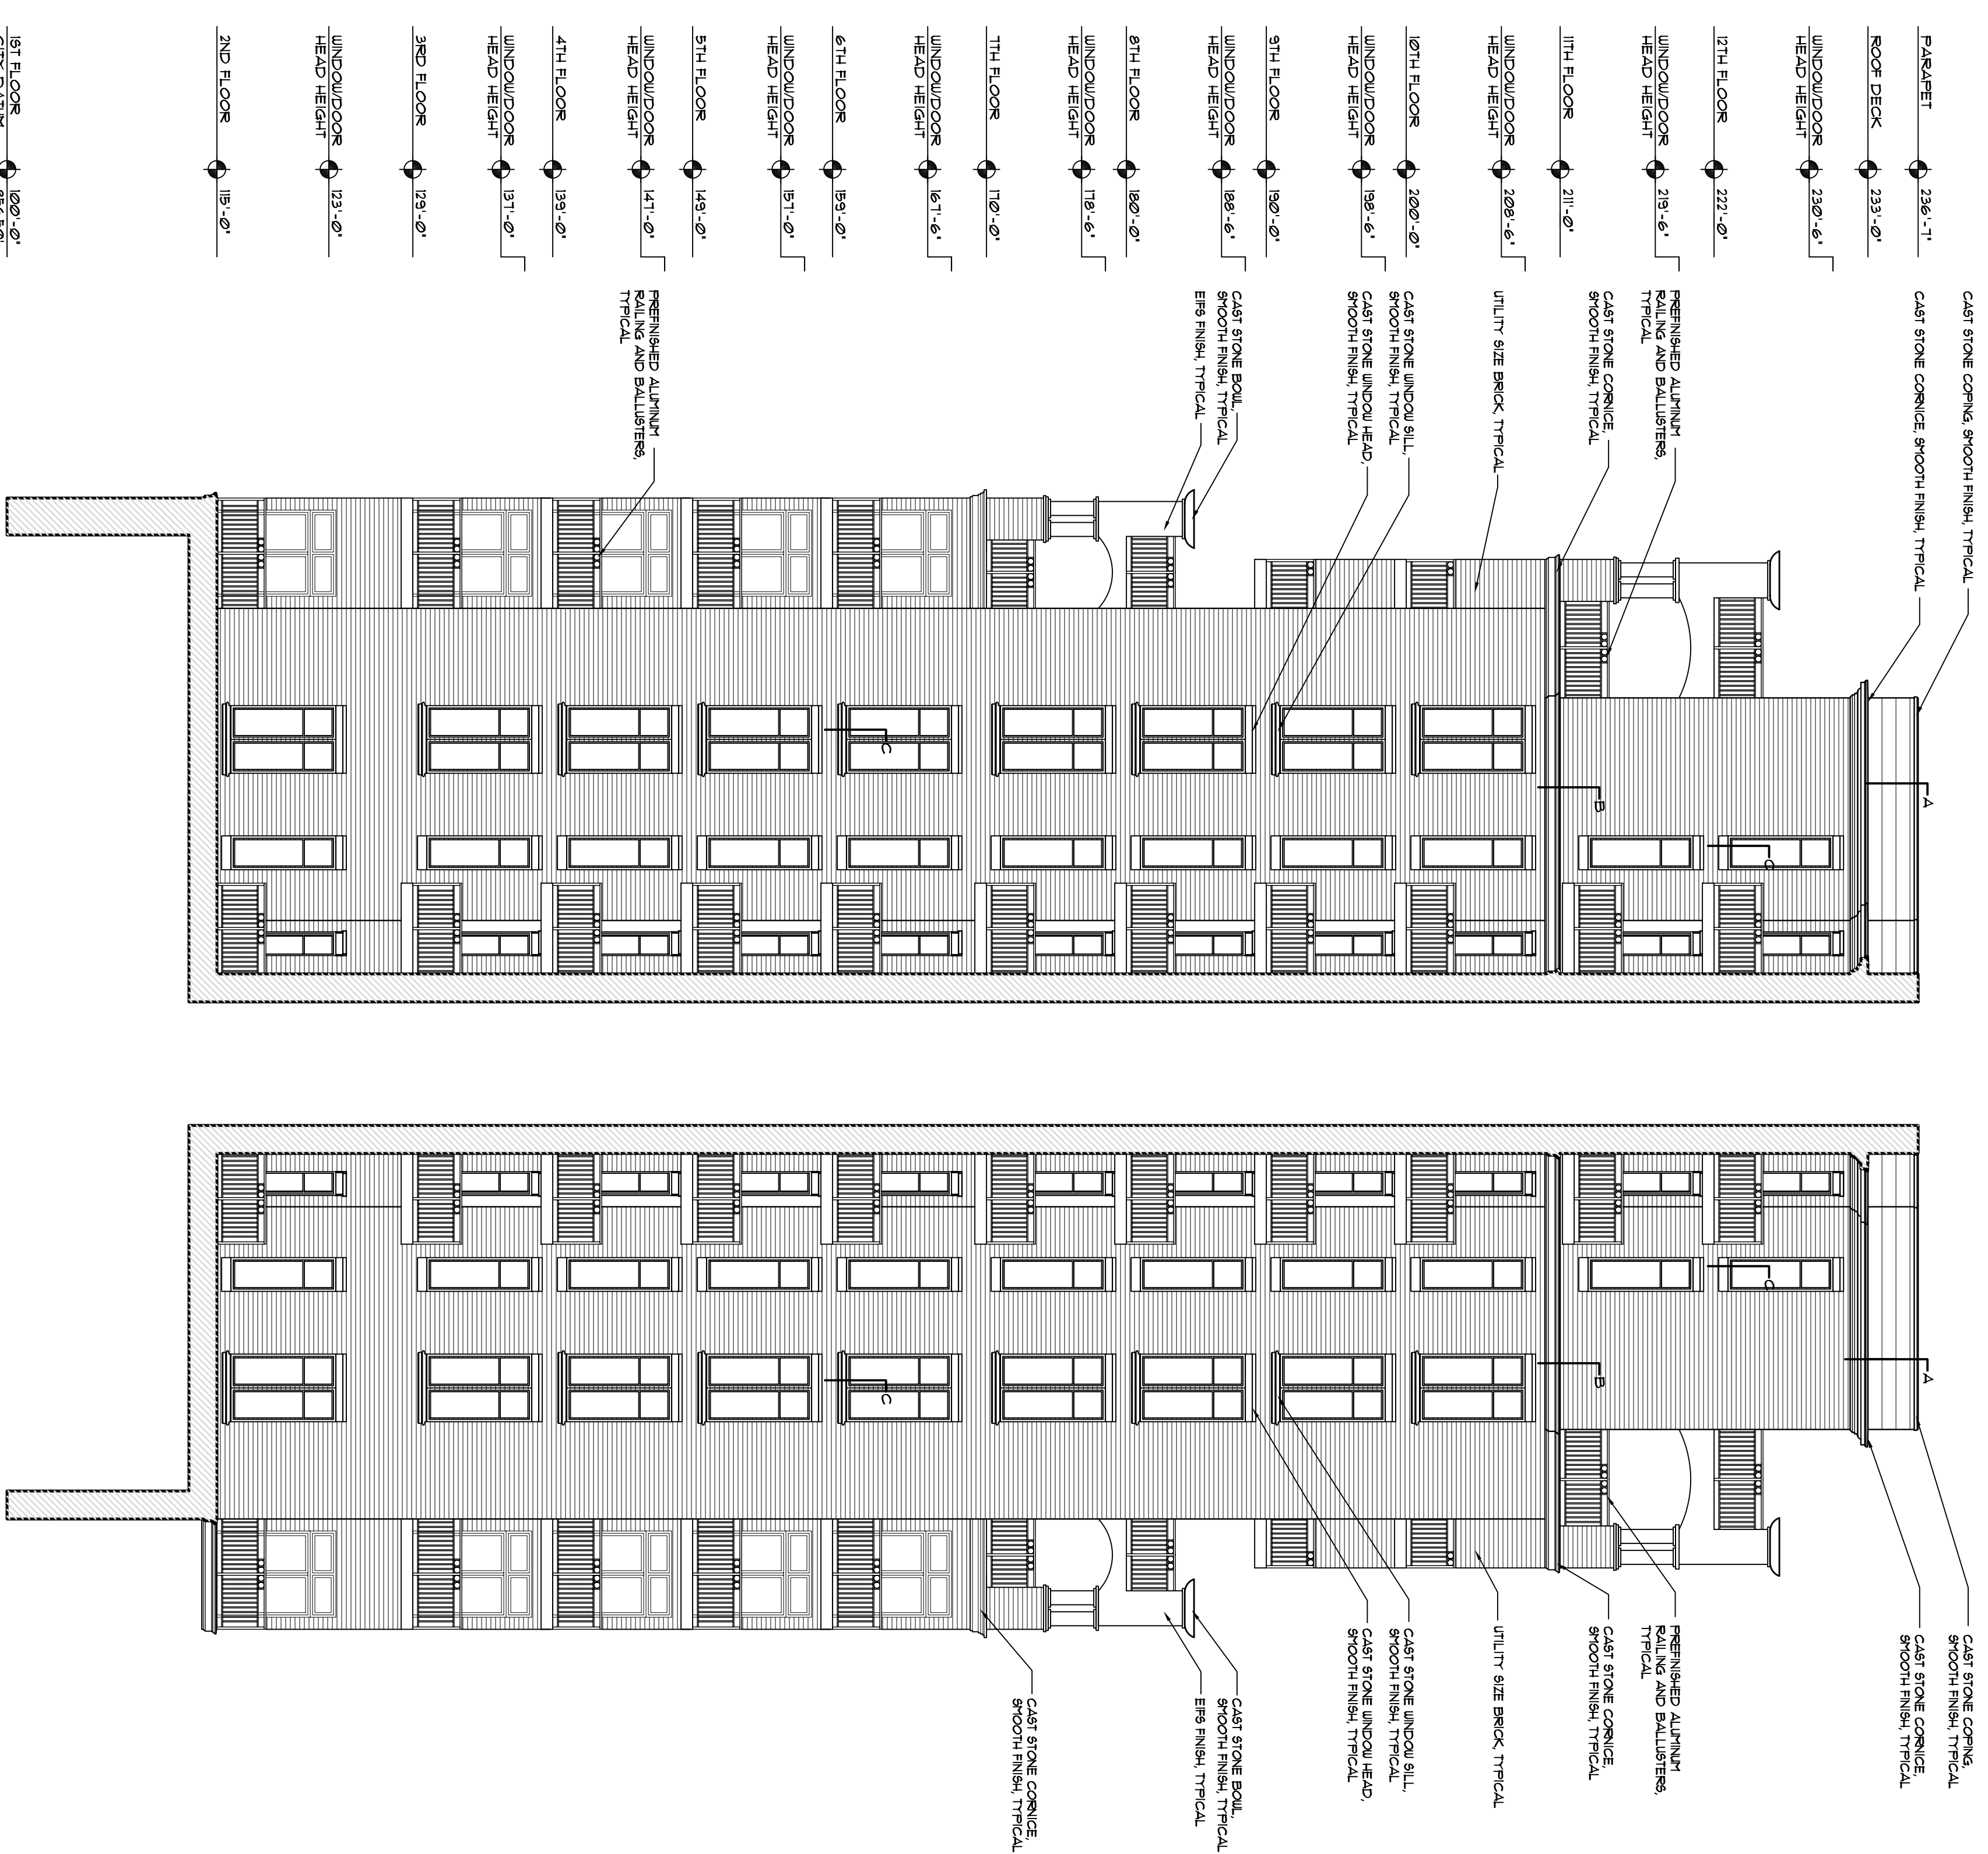 PARAPET
236'-7"
ROOF DECK
233'-0"
WINDOW/DOOR
HEAD HEIGHT
230'-6"
12TH FLOOR
222'-0"
WINDOW/DOOR
HEAD HEIGHT
219'-6"
11TH FLOOR
211'-0"
WINDOW/DOOR
HEAD HEIGHT
208'-6"
10TH FLOOR
200'-0"
WINDOW/DOOR
HEAD HEIGHT
198'-6"
9TH FLOOR
190'-0"
WINDOW/DOOR
HEAD HEIGHT
188'-6"
8TH FLOOR
180'-0"
WINDOW/DOOR
HEAD HEIGHT
178'-6"
7TH FLOOR
170'-0"
WINDOW/DOOR
HEAD HEIGHT
167'-6"
6TH FLOOR
159'-0"
WINDOW/DOOR
HEAD HEIGHT
157'-0"
5TH FLOOR
149'-0"
WINDOW/DOOR
HEAD HEIGHT
147'-0"
4TH FLOOR
139'-0"
WINDOW/DOOR
HEAD HEIGHT
137'-0"
3RD FLOOR
129'-0"
WINDOW/DOOR
HEAD HEIGHT
123'-0"
2ND FLOOR
115'-0"
1ST FLOOR
100'-0"
CAST STONE COPING, SMOOTH FINISH, TYPICAL
CAST STONE CORNICE, SMOOTH FINISH, TYPICAL
PREFINISHED ALUMINUM
RAILING AND BALLUSTERS,
TYPICAL
CAST STONE CORNICE,
SMOOTH FINISH, TYPICAL
UTILITY SIZE BRICK, TYPICAL
CAST STONE WINDOW SILL,
SMOOTH FINISH, TYPICAL
CAST STONE WINDOW HEAD,
SMOOTH FINISH, TYPICAL
CAST STONE BOWL,
SMOOTH FINISH, TYPICAL
EIFS FINISH, TYPICAL
PREFINISHED ALUMINUM
RAILING AND BALLUSTERS,
TYPICAL
A
B
C
C
A
B
C
C
CAST STONE COPING,
SMOOTH FINISH, TYPICAL
CAST STONE CORNICE,
SMOOTH FINISH, TYPICAL
PREFINISHED ALUMINUM
RAILING AND BALLUSTERS,
TYPICAL
CAST STONE CORNICE,
SMOOTH FINISH, TYPICAL
UTILITY SIZE BRICK, TYPICAL
CAST STONE WINDOW SILL,
SMOOTH FINISH, TYPICAL
CAST STONE WINDOW HEAD,
SMOOTH FINISH, TYPICAL
CAST STONE BOWL,
SMOOTH FINISH, TYPICAL
EIFS FINISH, TYPICAL
CAST STONE CORNICE,
SMOOTH FINISH, TYPICAL